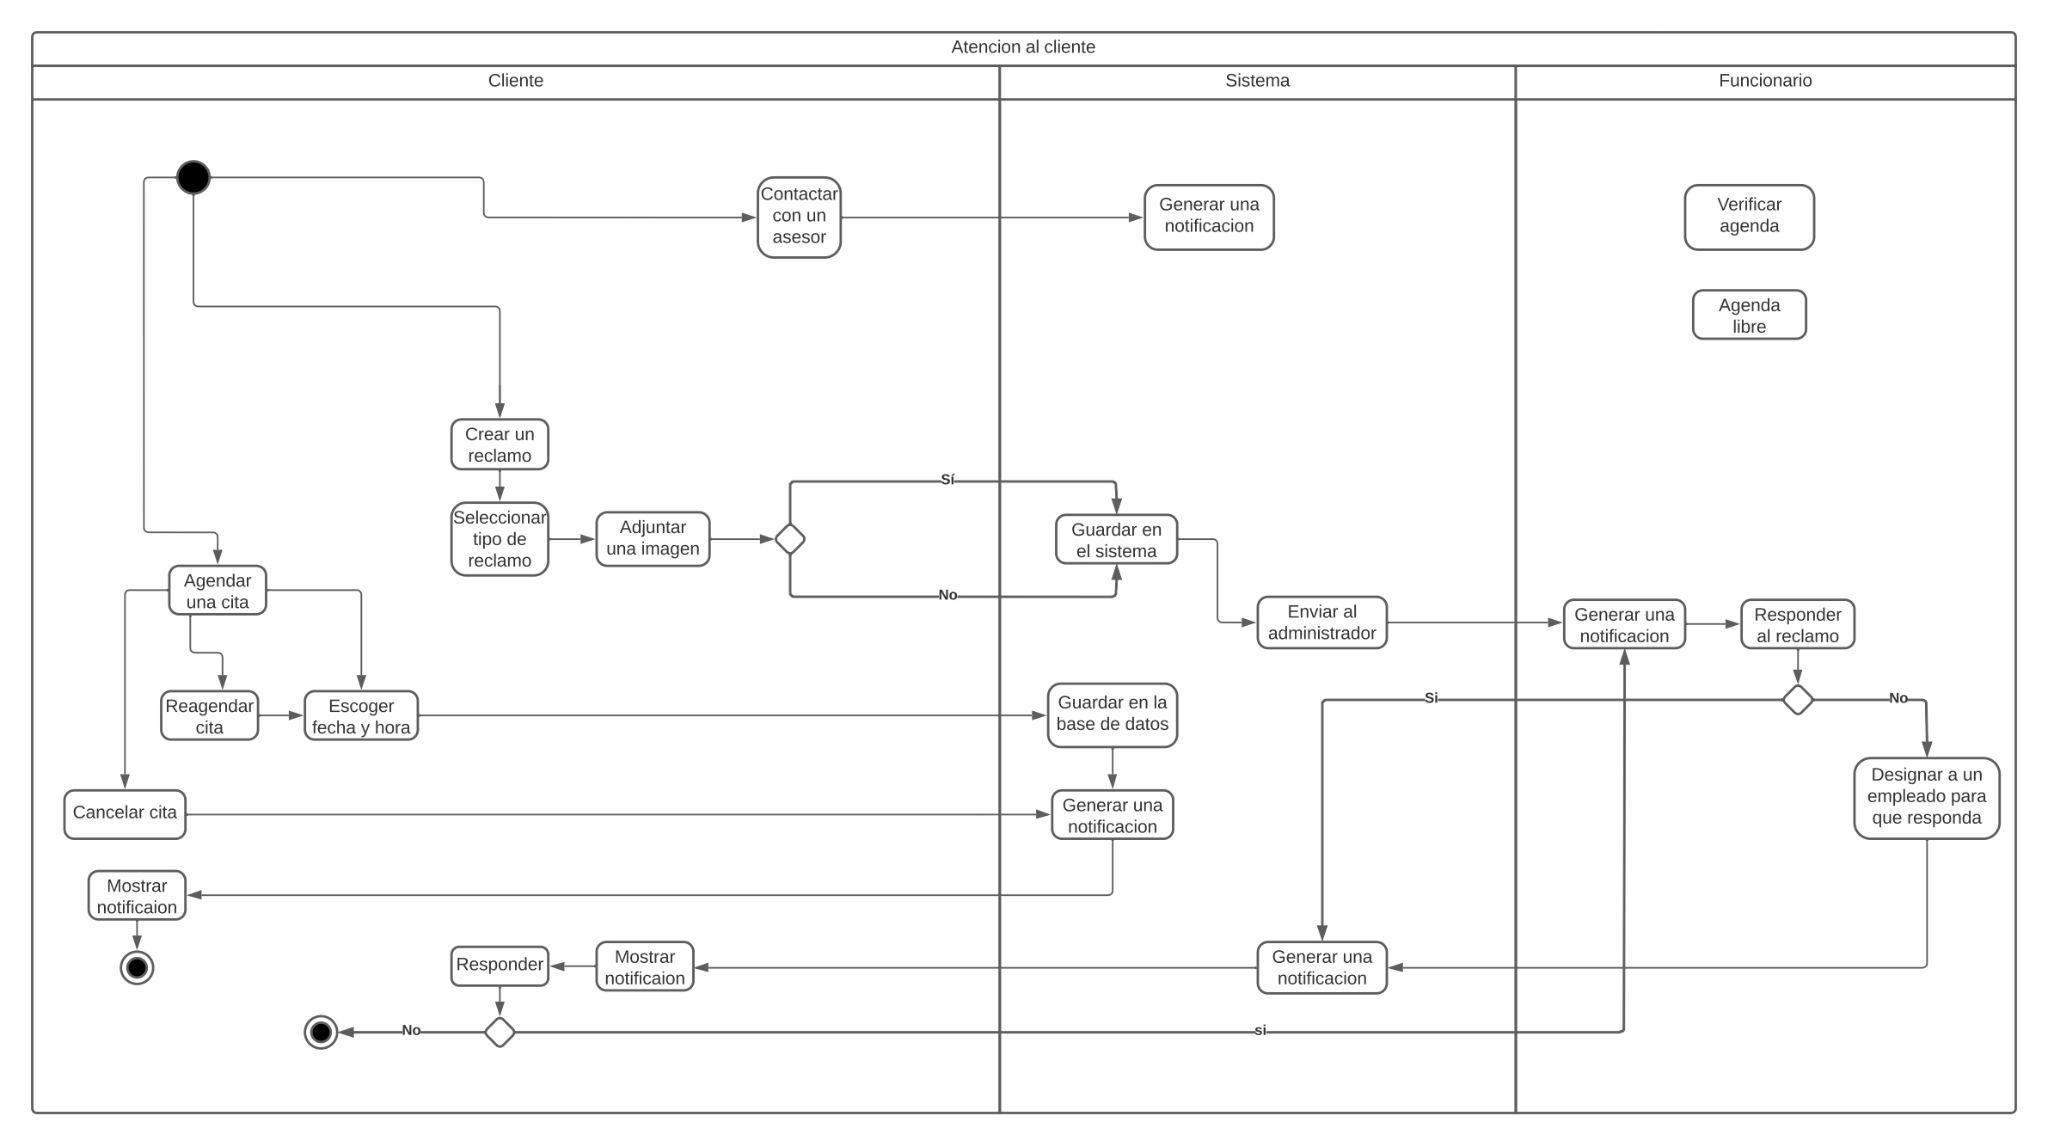 Atencion al cliente
Cliente
Sistema
Funcionario
Contactar
con un
asesor
Generar una
notificacion
Verificar
agenda
Agenda
libre
Crear un
reclamo
Seleccionar
tipo de
reclamo
Adjuntar
una imagen
Sí
No
Guardar en
el sistema
Enviar al
administrador
Generar una
notificacion
Responder
al reclamo
Si
No
Designar a un
empleado para
que responda
Agendar
una cita
Reagendar
cita
Escoger
fecha y hora
Guardar en la
base de datos
Cancelar cita
Generar una
notificacion
Mostrar
notificaion
Generar una
notificacion
Mostrar
notificaion
Responder
No
si